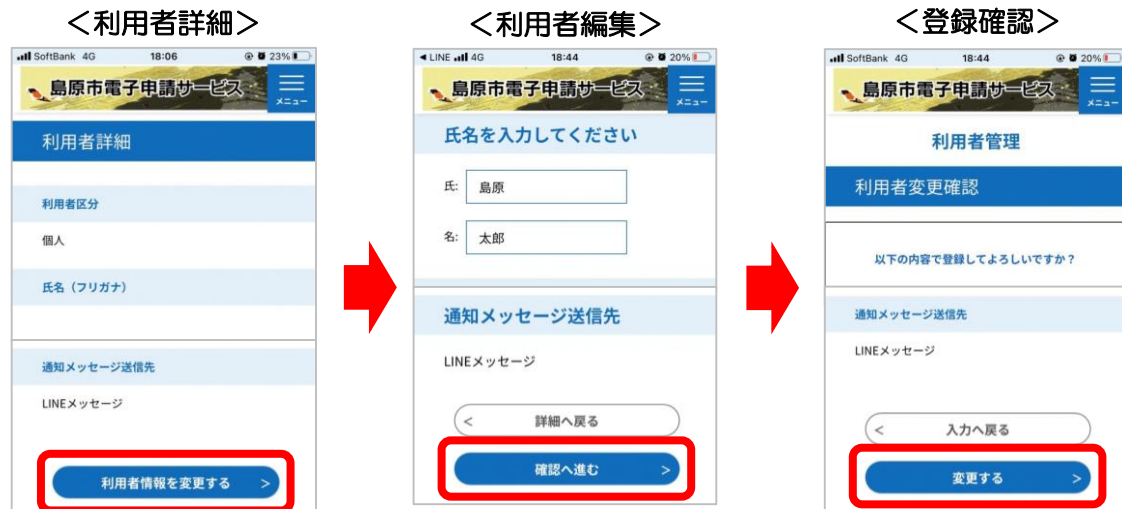 ＜利用者詳細＞
SoftBank 4G 18:06 23%
島原市電子申請サービス
メニュー
利用者詳細
利用者区分
個人
氏名（フリガナ）
通知メッセージ送信先
LINEメッセージ
利用者情報を変更する >
＜利用者編集＞
LINE 4G 18:44 20%
島原市電子申請サービス
メニュー
氏名を入力してください
氏: 島原
名: 太郎
通知メッセージ送信先
LINEメッセージ
< 詳細へ戻る
確認へ進む >
＜登録確認＞
SoftBank 4G 18:44 20%
島原市電子申請サービス
メニュー
利用者管理
利用者変更確認
以下の内容で登録してよろしいですか？
通知メッセージ送信先
LINEメッセージ
< 入力へ戻る
変更する >